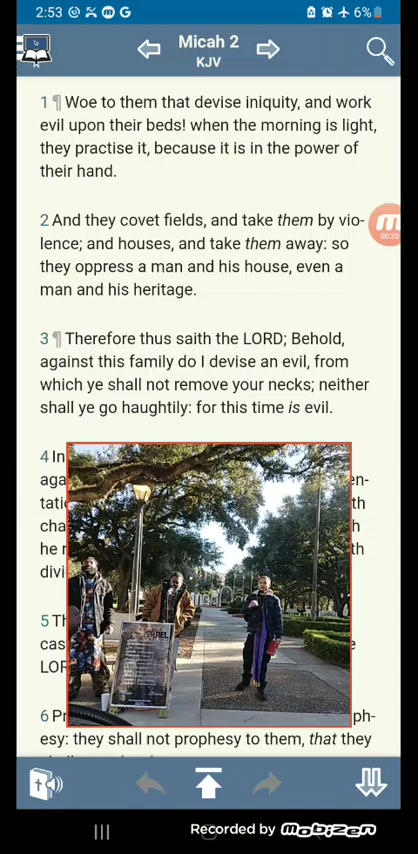 2:53
6%
Micah 2
KJV
1 ¶ Woe to them that devise iniquity, and work
evil upon their beds! when the morning is light,
they practise it, because it is in the power of
their hand.
2 And they covet fields, and take them by vio-
lence; and houses, and take them away: so
they oppress a man and his house, even a
man and his heritage.
00:20
3 ¶ Therefore thus saith the LORD; Behold,
against this family do I devise an evil, from
which ye shall not remove your necks; neither
shall ye go haughtily: for this time is evil.
4 In
aga en-
tati th
cha h
he r th
divi
5 Th
cas e
LOR
6 Pr ph-
esy: they shall not prophesy to them, that they
Recorded by mobizen